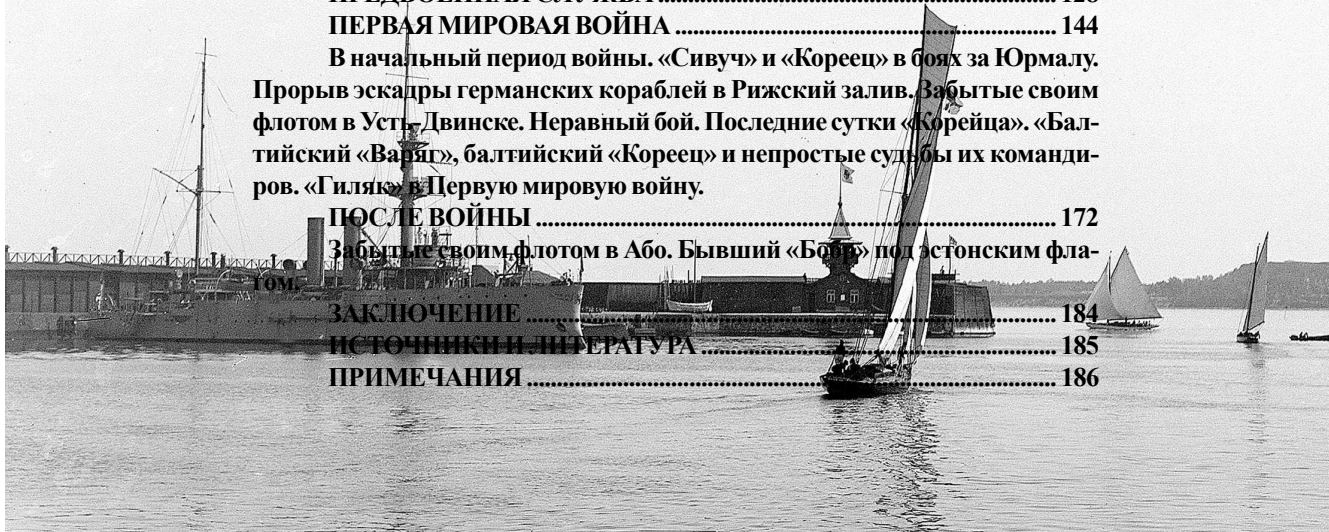 ПРЕДВОЕННАЯ СЛУЖБА
ПЕРВАЯ МИРОВАЯ ВОЙНА ........ 144
В начальный период войны. «Сивуч» и «Кореец» в боях за Юрмалу.
Прорыв эскадры германских кораблей в Рижский залив. Забытые своим
флотом в Усть-Двинске. Неравный бой. Последние сутки «Корейца». «Бал-
тийский «Варяг», балтийский «Кореец» и непростые судьбы их команди-
ров. «Гиляк» в Первую мировую войну.
ПОСЛЕ ВОЙНЫ ........ 172
Забытые своим флотом в Або. Бывший «Бобр» под эстонским фла-
гом.
ЗАКЛЮЧЕНИЕ ........ 184
ИСТОЧНИКИ И ЛИТЕРАТУРА ........ 185
ПРИМЕЧАНИЯ ........ 186